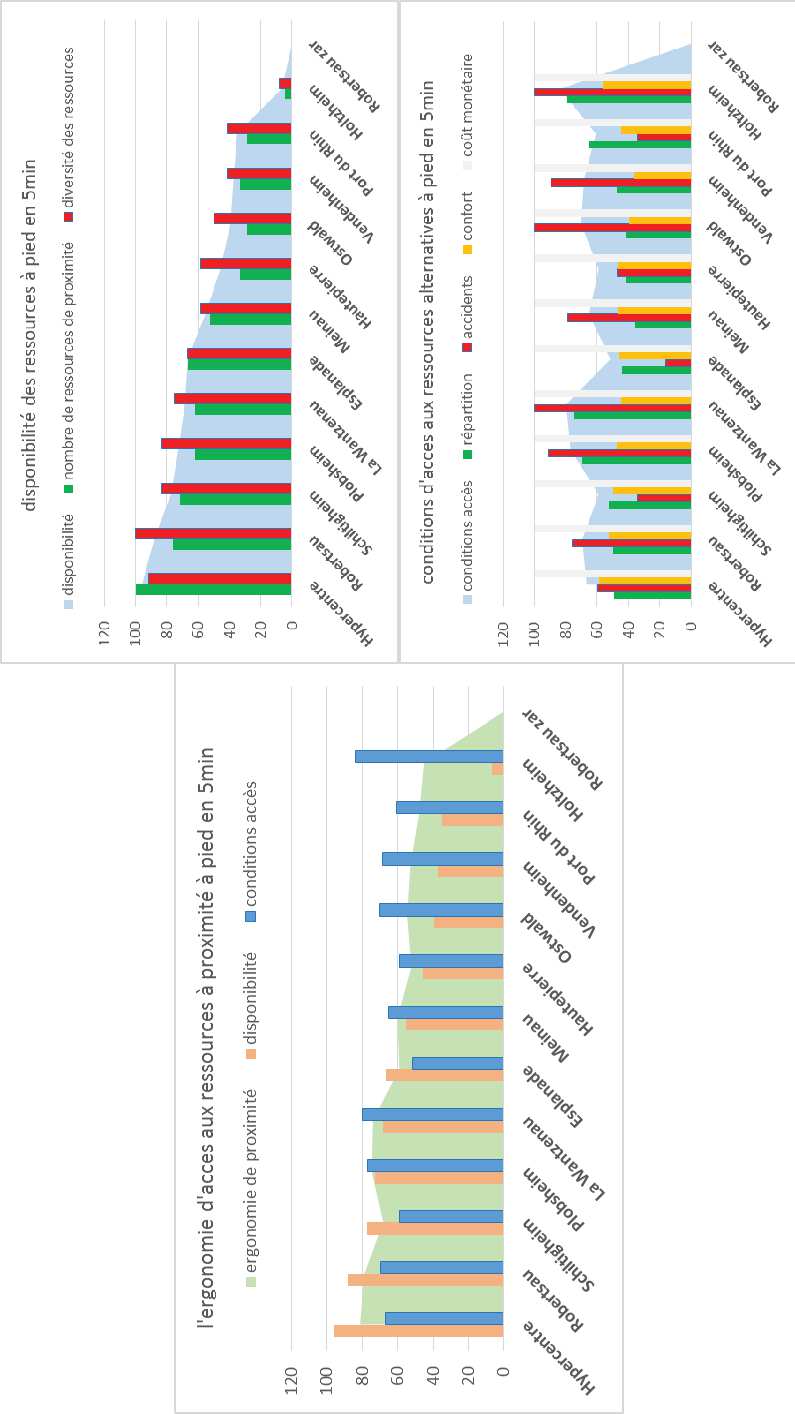 l'ergonomie d'acces aux ressources à proximité à pied en 5min
ergonomie de proximité disponibilité conditions accès
120
100
80
60
40
20
0
Hypercentre
Robertsau
Schiltigheim
Plobsheim
La Wantzenau
Esplanade
Meinau
Hautepierre
Ostwald
Vendenheim
Port du Rhin
Holtzheim
Robertsau zar
disponibilité des ressources à pied en 5min
disponibilité nombre de ressources de proximité diversité des ressources
120
100
80
60
40
20
0
Hypercentre
Robertsau
Schiltigheim
Plobsheim
La Wantzenau
Esplanade
Meinau
Hautepierre
Ostwald
Vendenheim
Port du Rhin
Holtzheim
Robertsau zar
conditions d'acces aux ressources alternatives à pied en 5min
conditions accès répartition accidents confort coût monétaire
120
100
80
60
40
20
0
Hypercentre
Robertsau
Schiltigheim
Plobsheim
La Wantzenau
Esplanade
Meinau
Hautepierre
Ostwald
Vendenheim
Port du Rhin
Holtzheim
Robertsau zar